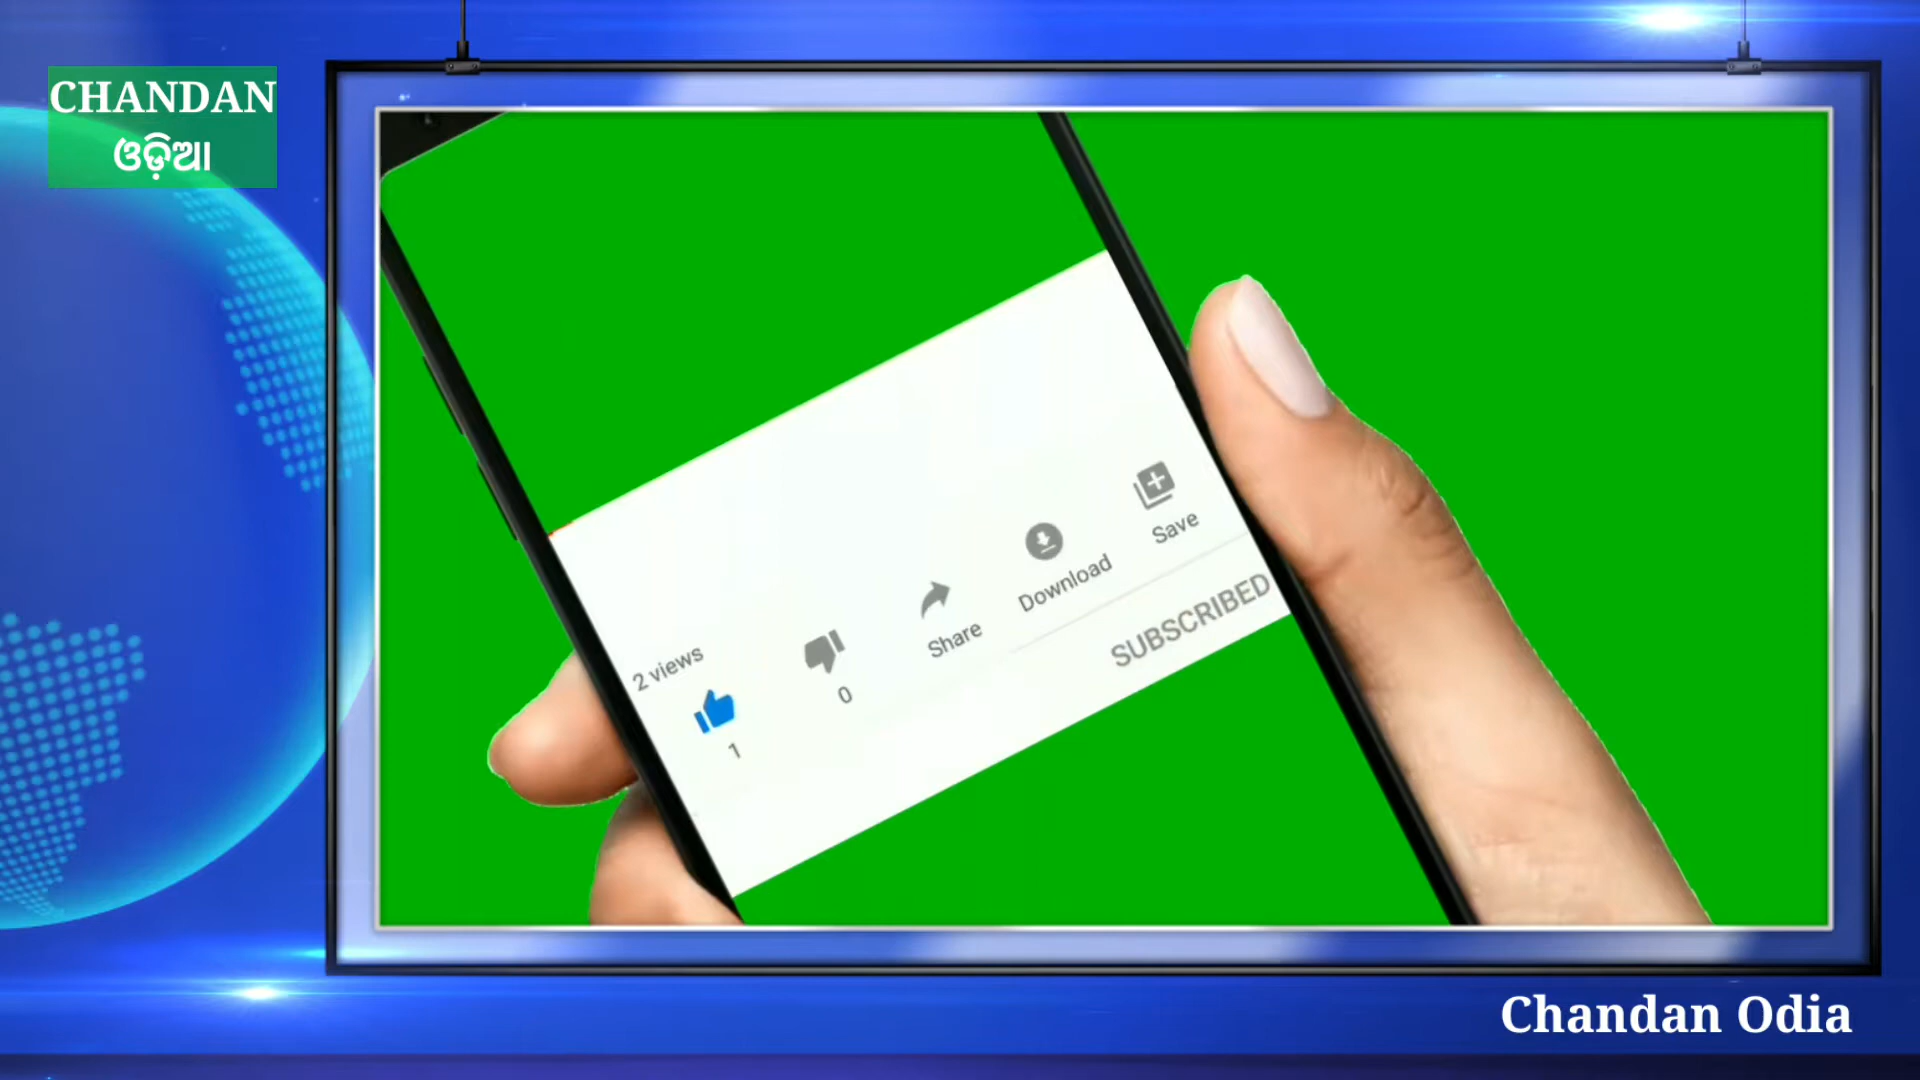 CHANDAN
ଓଡ଼ିଆ
2 views
1
0
Share
Download
Save
SUBSCRIBED
Chandan Odia